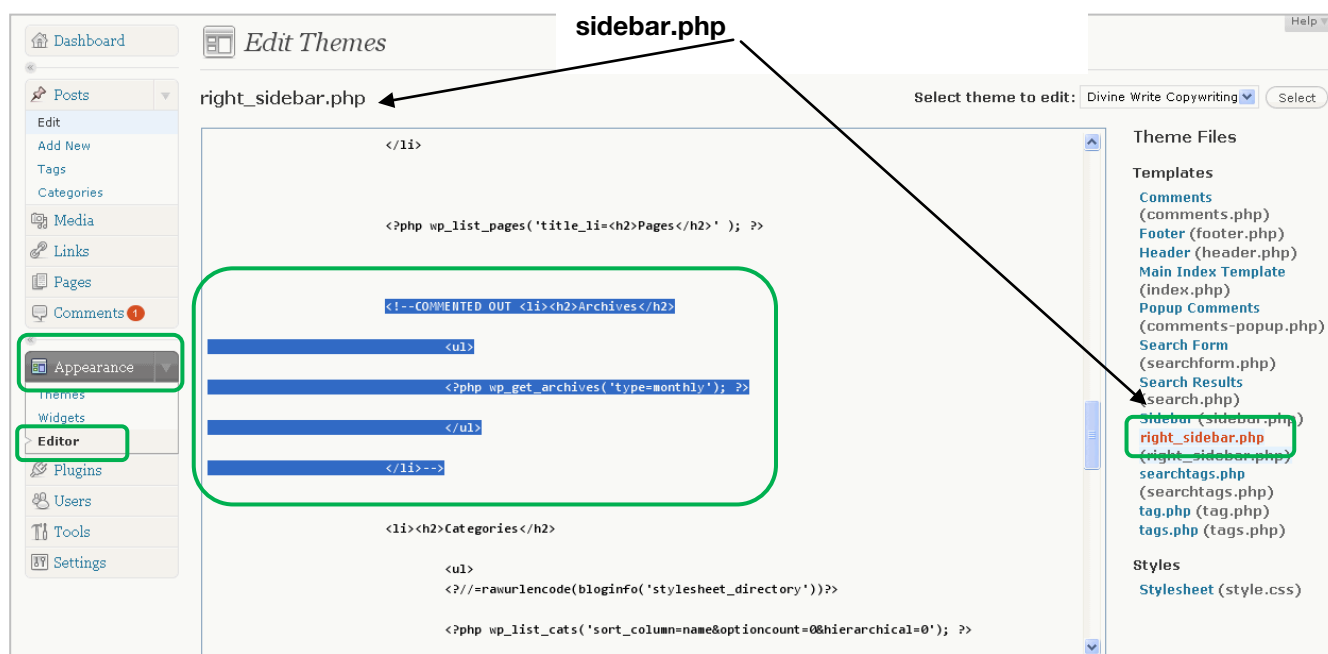 sidebar.php
Help
Dashboard
Edit Themes
Posts
right_sidebar.php
Select theme to edit: Divine Write Copywriting Select
Edit
Add New
Tags
Categories
Media
Links
Pages
Comments 1
Appearance
Themes
Widgets
Editor
Plugins
Users
Tools
Settings
</li>
<?php wp_list_pages('title_li=<h2>Pages</h2>' ); ?>
<!--COMMENTED OUT <li><h2>Archives</h2>
<ul>
<?php wp_get_archives('type=monthly'); ?>
</ul>
</li>-->
<li><h2>Categories</h2>
<ul>
<?//=rawurlencode(bloginfo('stylesheet_directory'))?>
<?php wp_list_cats('sort_column=name&optioncount=0&hierarchical=0'); ?>
Theme Files
Templates
Comments
(comments.php)
Footer (footer.php)
Header (header.php)
Main Index Template
(index.php)
Popup Comments
(comments-popup.php)
Search Form
(searchform.php)
Search Results
(search.php)
Sidebar (sidebar.php)
right_sidebar.php
(right_sidebar.php)
searchtags.php
(searchtags.php)
tag.php (tag.php)
tags.php (tags.php)
Styles
Stylesheet (style.css)